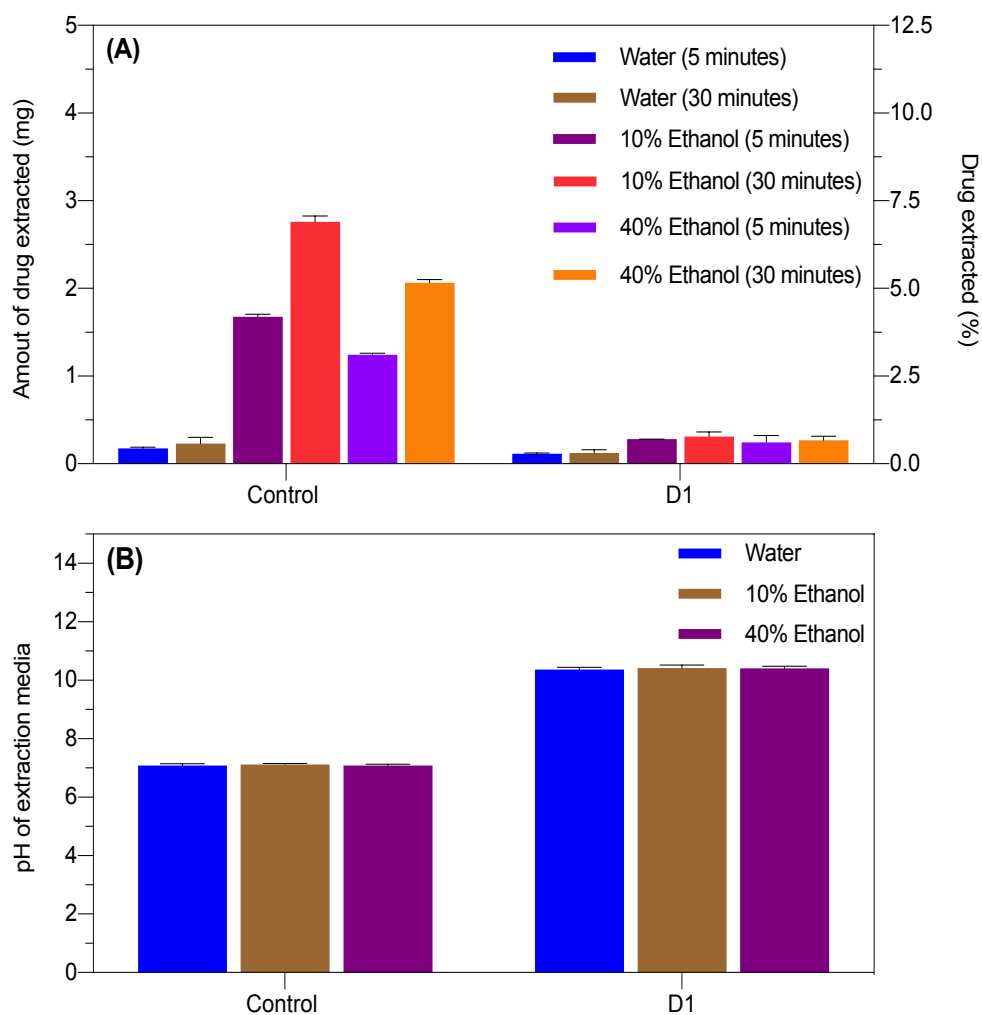 (A)
Amout of drug extracted (mg)
5
4
3
2
1
0
Water (5 minutes)
Water (30 minutes)
10% Ethanol (5 minutes)
10% Ethanol (30 minutes)
40% Ethanol (5 minutes)
40% Ethanol (30 minutes)
12.5
10.0
7.5
5.0
2.5
0.0
Drug extracted (%)
Control
D1
(B)
pH of extraction media
14
12
10
8
6
4
2
0
Water
10% Ethanol
40% Ethanol
Control
D1